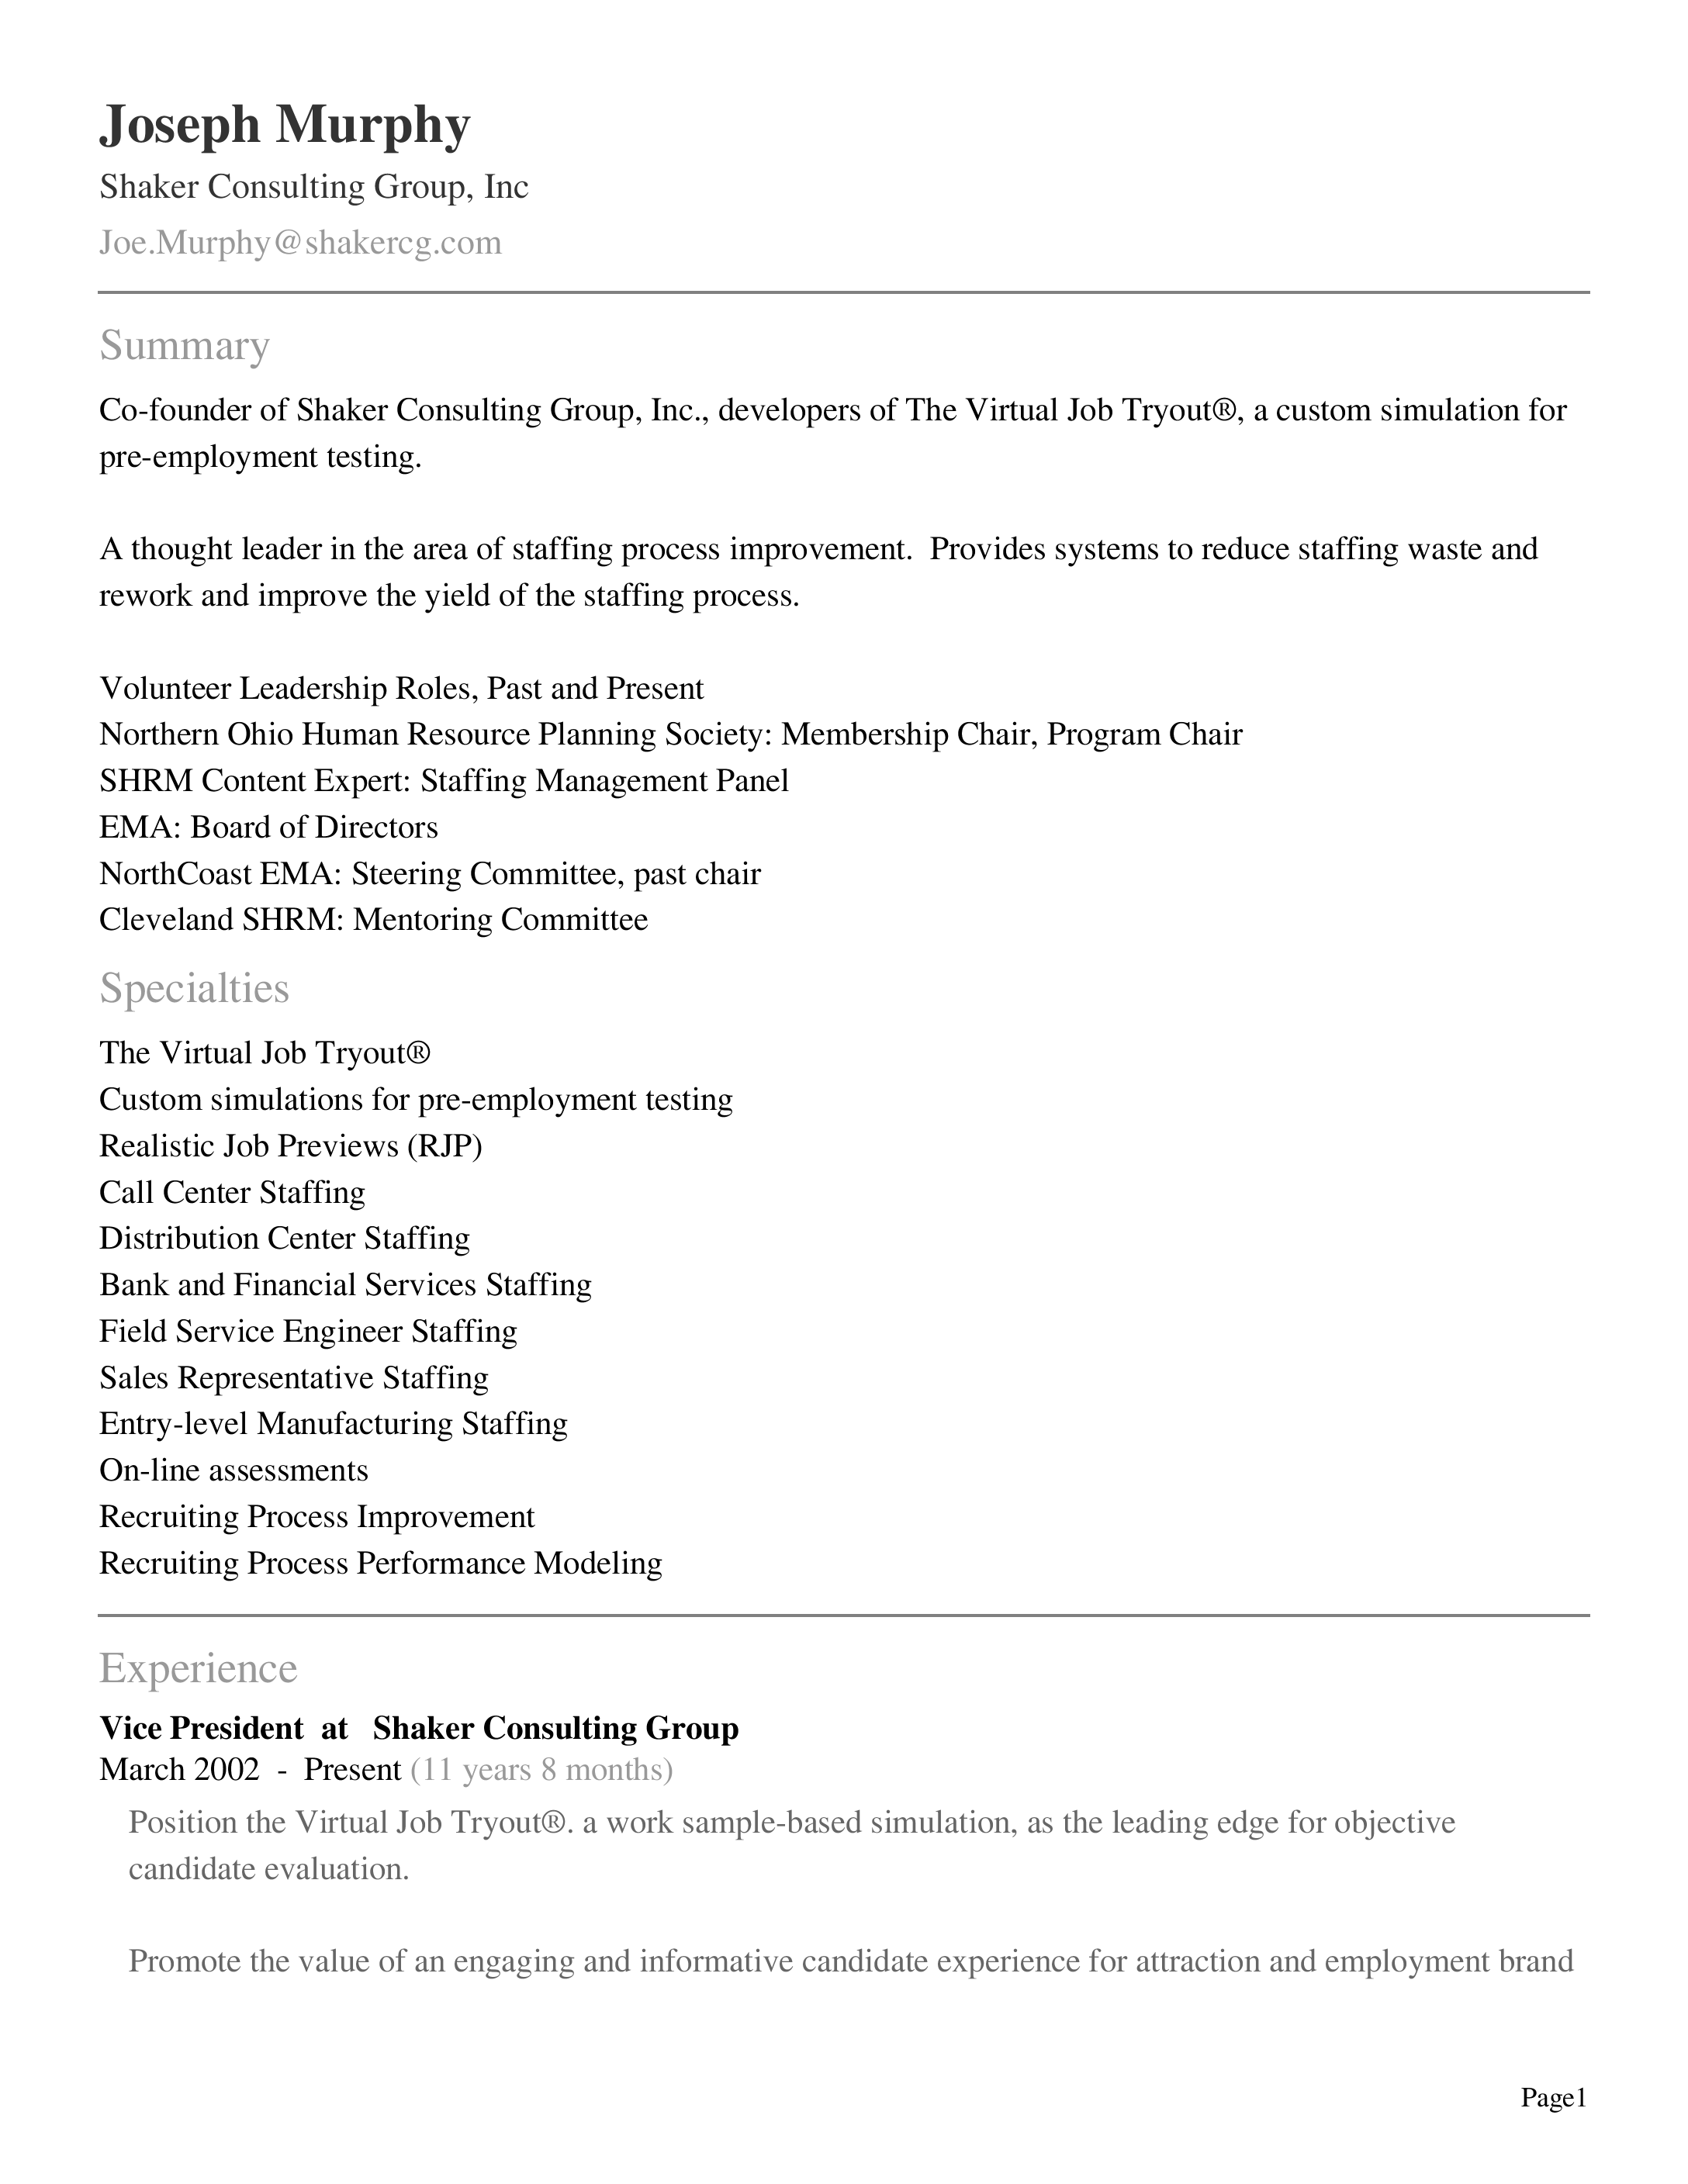 Joseph Murphy
Shaker Consulting Group, Inc
Joe.Murphy@shakercg.com
Summary
Co-founder of Shaker Consulting Group, Inc., developers of The Virtual Job Tryout®, a custom simulation for
pre-employment testing.
A thought leader in the area of staffing process improvement.  Provides systems to reduce staffing waste and
rework and improve the yield of the staffing process.
Volunteer Leadership Roles, Past and Present
Northern Ohio Human Resource Planning Society: Membership Chair, Program Chair
SHRM Content Expert: Staffing Management Panel
EMA: Board of Directors
NorthCoast EMA: Steering Committee, past chair
Cleveland SHRM: Mentoring Committee
Specialties
The Virtual Job Tryout®
Custom simulations for pre-employment testing
Realistic Job Previews (RJP)
Call Center Staffing
Distribution Center Staffing
Bank and Financial Services Staffing
Field Service Engineer Staffing
Sales Representative Staffing
Entry-level Manufacturing Staffing
On-line assessments
Recruiting Process Improvement
Recruiting Process Performance Modeling
Experience
Vice President  at   Shaker Consulting Group
March 2002  -  Present (11 years 8 months)
Position the Virtual Job Tryout®. a work sample-based simulation, as the leading edge for objective
candidate evaluation.
Promote the value of an engaging and informative candidate experience for attraction and employment brand
Page1